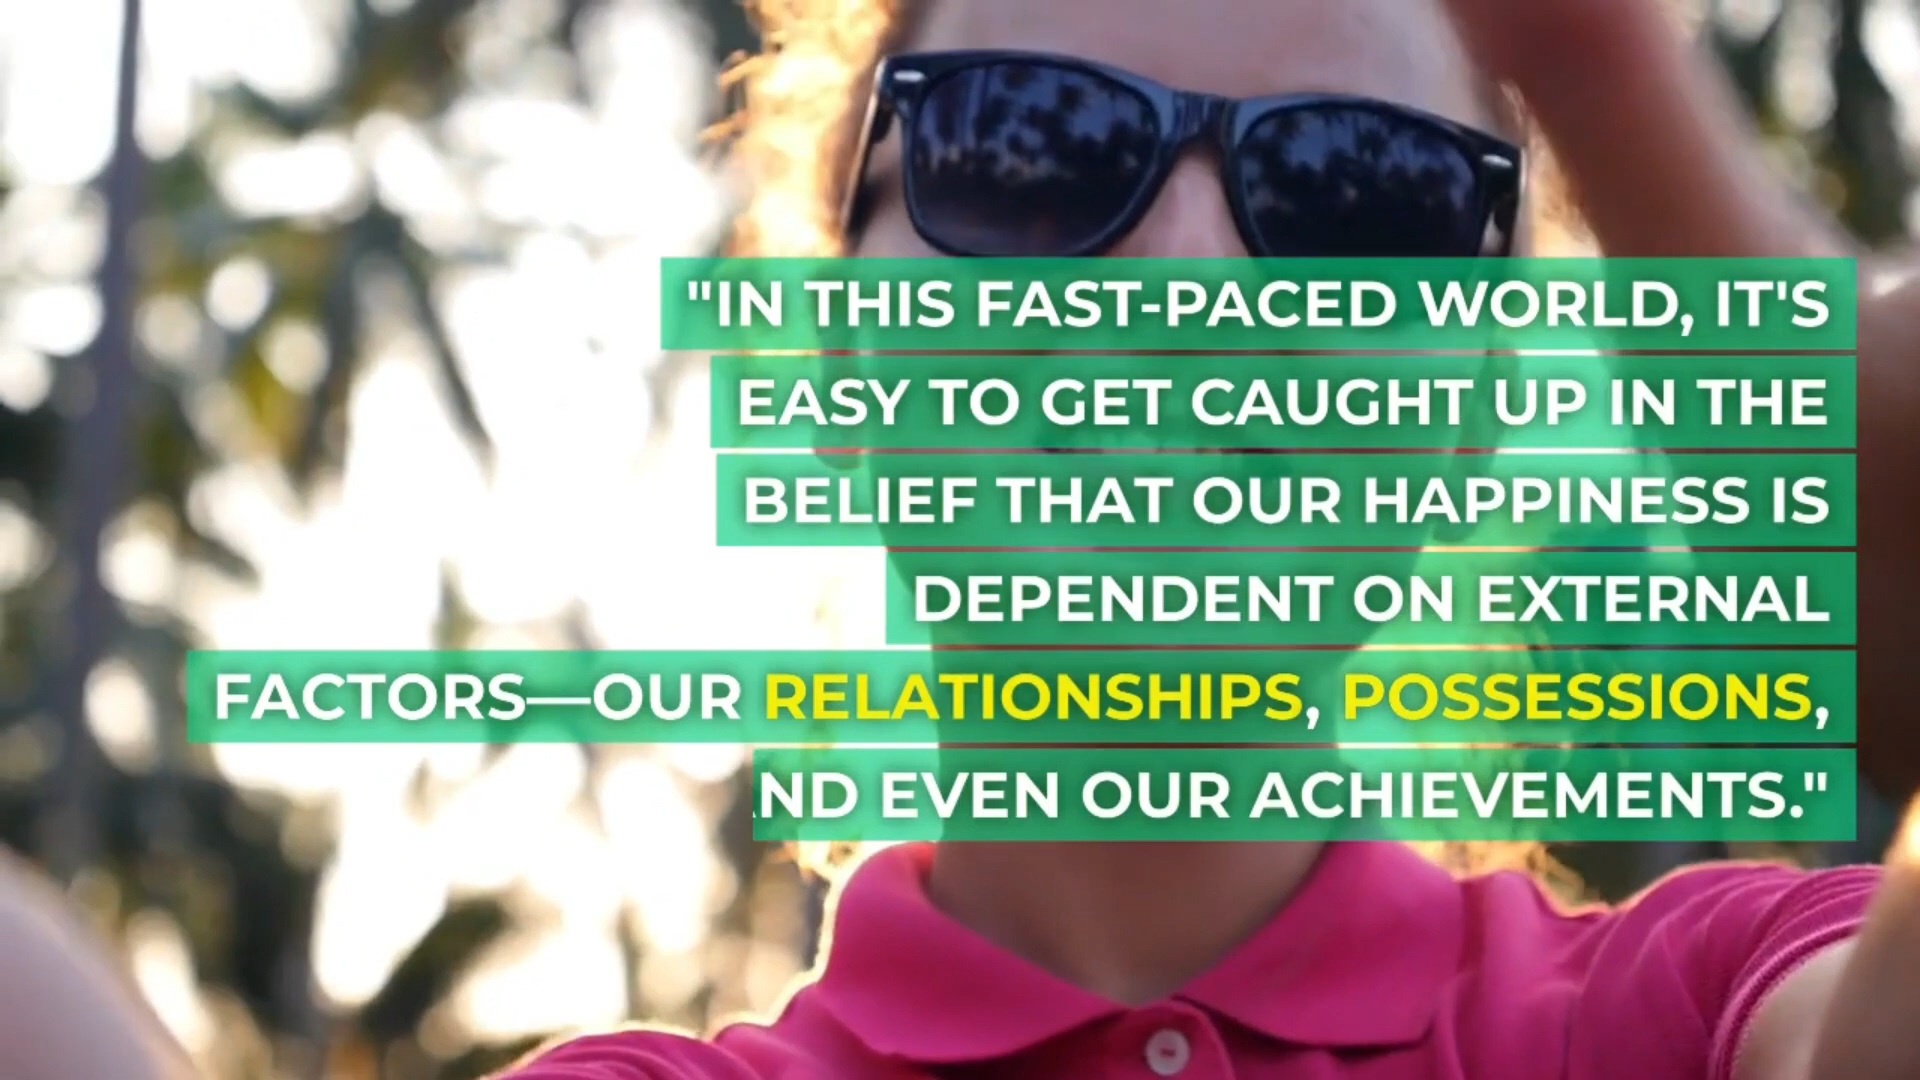 "IN THIS FAST-PACED WORLD, IT'S
EASY TO GET CAUGHT UP IN THE
BELIEF THAT OUR HAPPINESS IS
DEPENDENT ON EXTERNAL
FACTORS—OUR RELATIONSHIPS, POSSESSIONS,
ND EVEN OUR ACHIEVEMENTS."